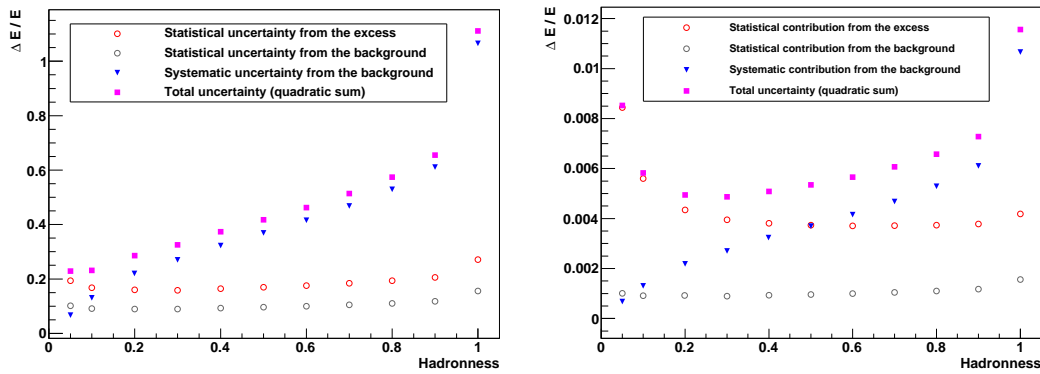 Δ E / E
Statistical uncertainty from the excess
Statistical uncertainty from the background
Systematic uncertainty from the background
Total uncertainty (quadratic sum)
1
0.8
0.6
0.4
0.2
0
0 0.2 0.4 0.6 0.8 1
Hadronness
Δ E / E
Statistical contribution from the excess
Statistical contribution from the background
Systematic contribution from the background
Total uncertainty (quadratic sum)
0.012
0.01
0.008
0.006
0.004
0.002
0
0 0.2 0.4 0.6 0.8 1
Hadronness